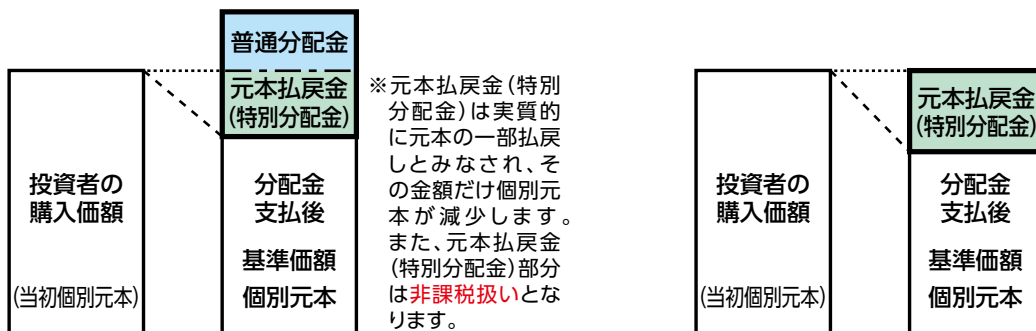 普通分配金
元本払戻金
(特別分配金)
投資者の
購入価額
(当初個別元本)
分配金
支払後
基準価額
個別元本
※元本払戻金(特別
分配金)は実質的
に元本の一部払戻
しとみなされ、そ
の金額だけ個別元
本が減少します。
また、元本払戻金
(特別分配金)部分
は非課税扱いとな
ります。
投資者の
購入価額
(当初個別元本)
元本払戻金
(特別分配金)
分配金
支払後
基準価額
個別元本